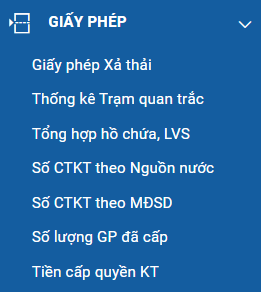 GIẤY PHÉP
Giấy phép Xả thải
Thống kê Trạm quan trắc
Tổng hợp hồ chứa, LVS
Số CTKT theo Nguồn nước
Số CTKT theo MĐSD
Số lượng GP đã cấp
Tiền cấp quyền KT